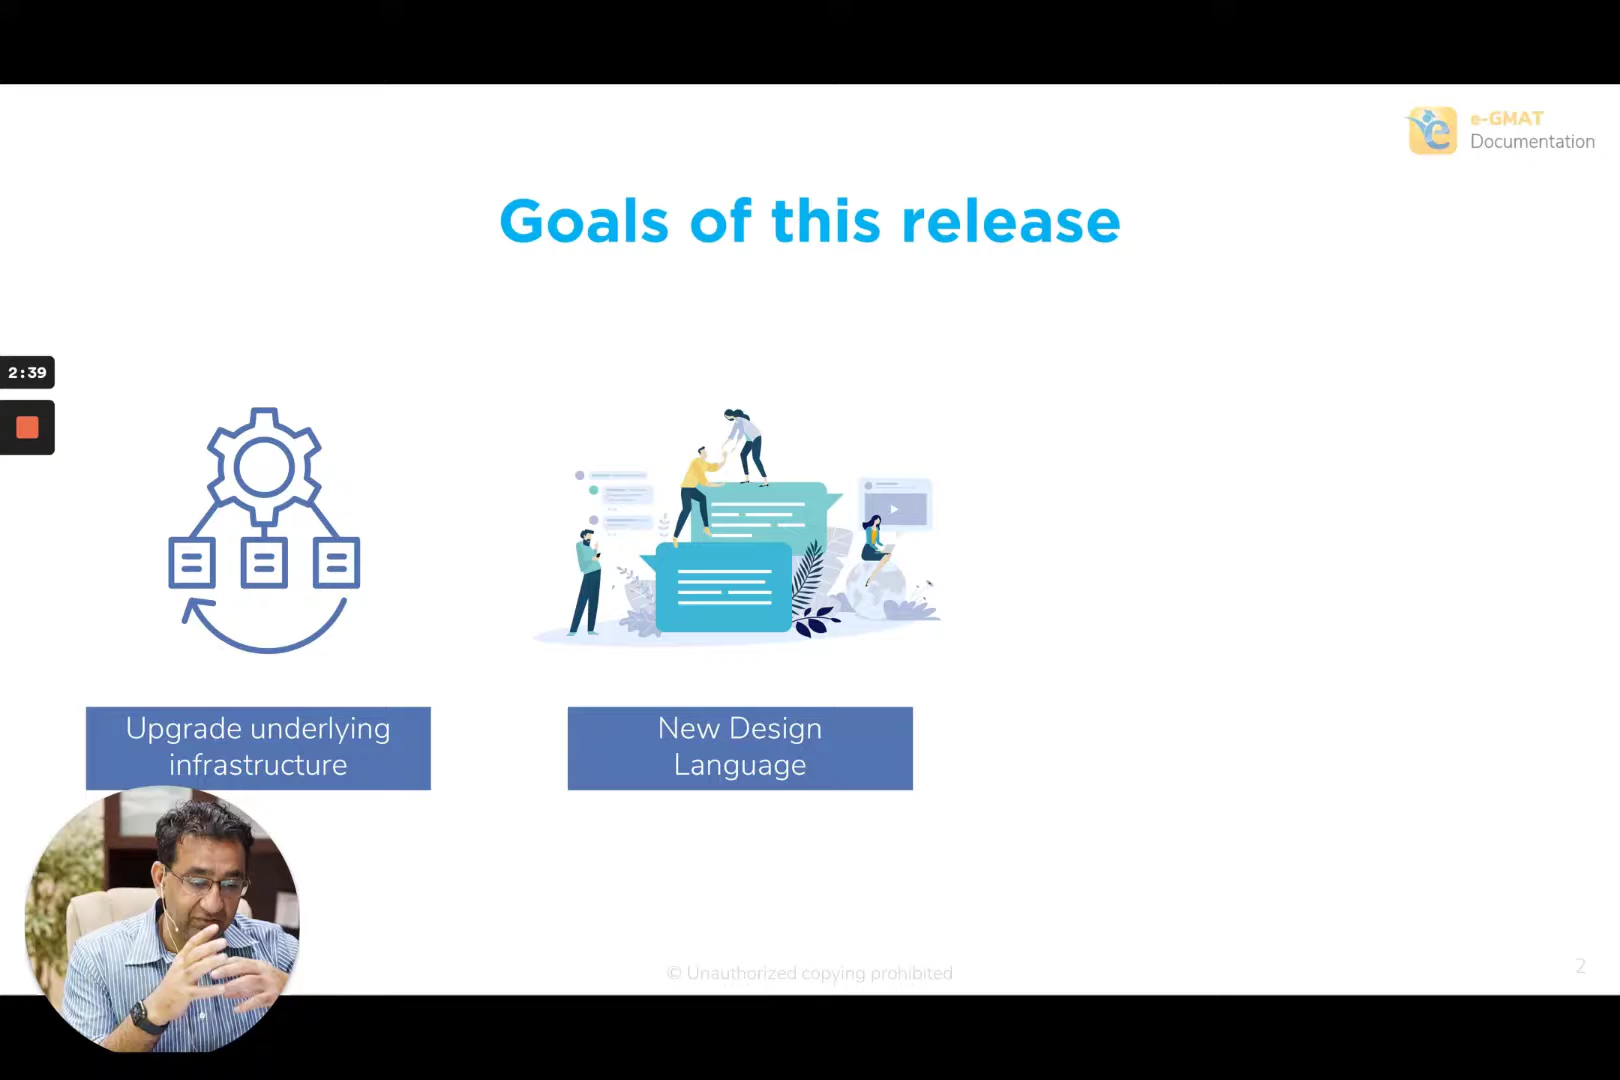 e-GMAT
Documentation
Goals of this release
2:39
Upgrade underlying
infrastructure
New Design
Language
© Unauthorized copying prohibited
2